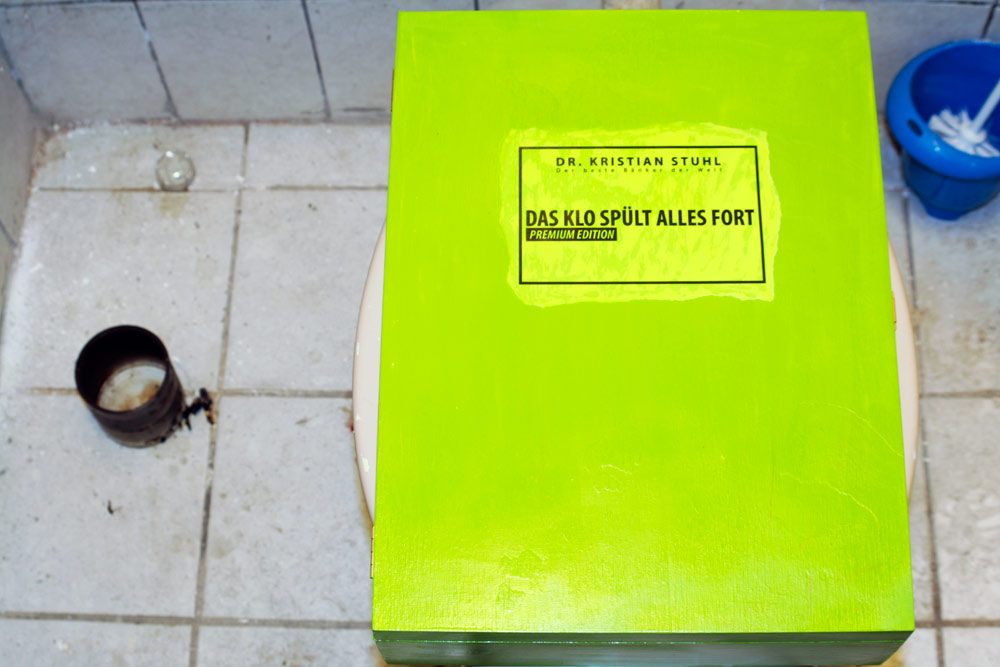 DR. KRISTIAN STUHL
Der beste Bänker der Welt
DAS KLO SPÜLT ALLES FORT
PREMIUM EDITION